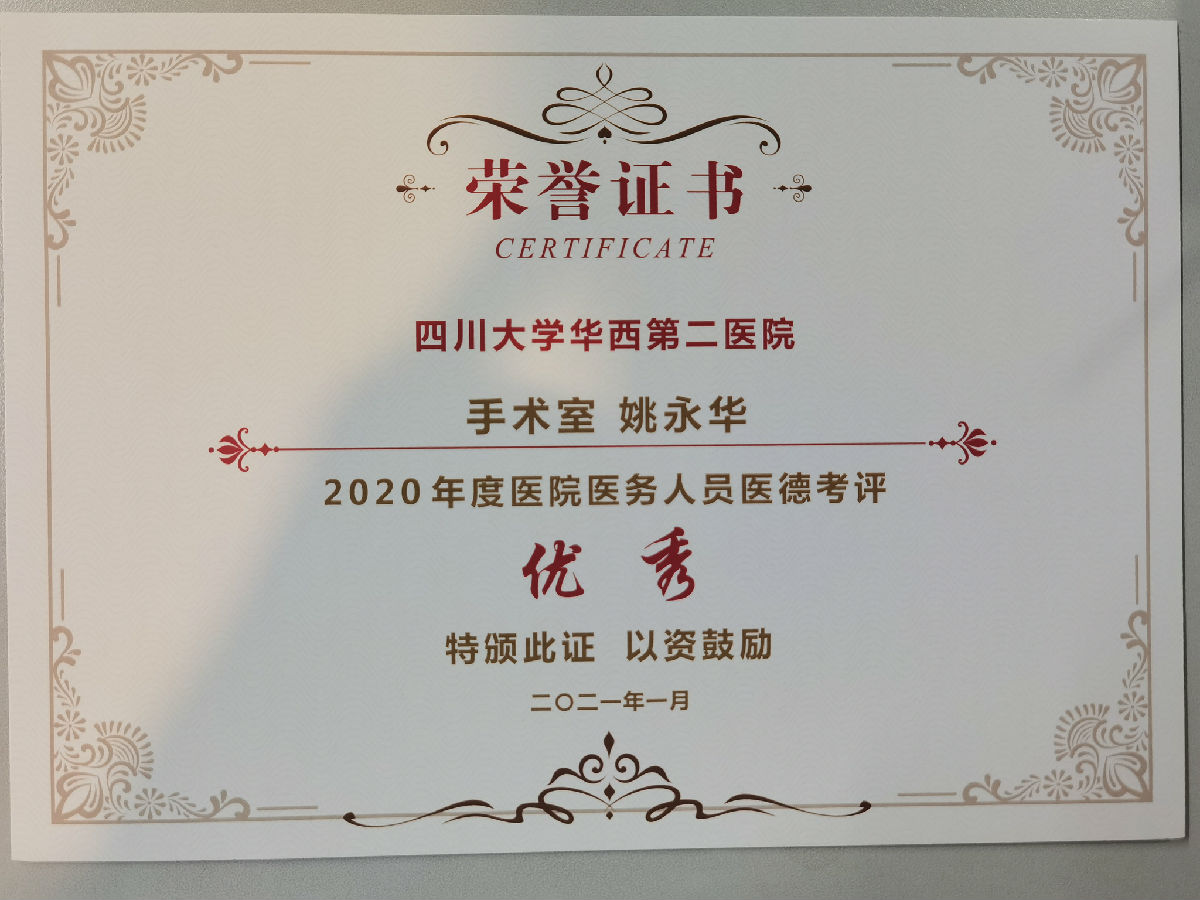 荣誉证书
CERTIFICATE
四川大学华西第二医院
手术室 姚永华
2020年度医院医务人员医德考评
优 秀
特颁此证 以资鼓励
二〇二一年一月